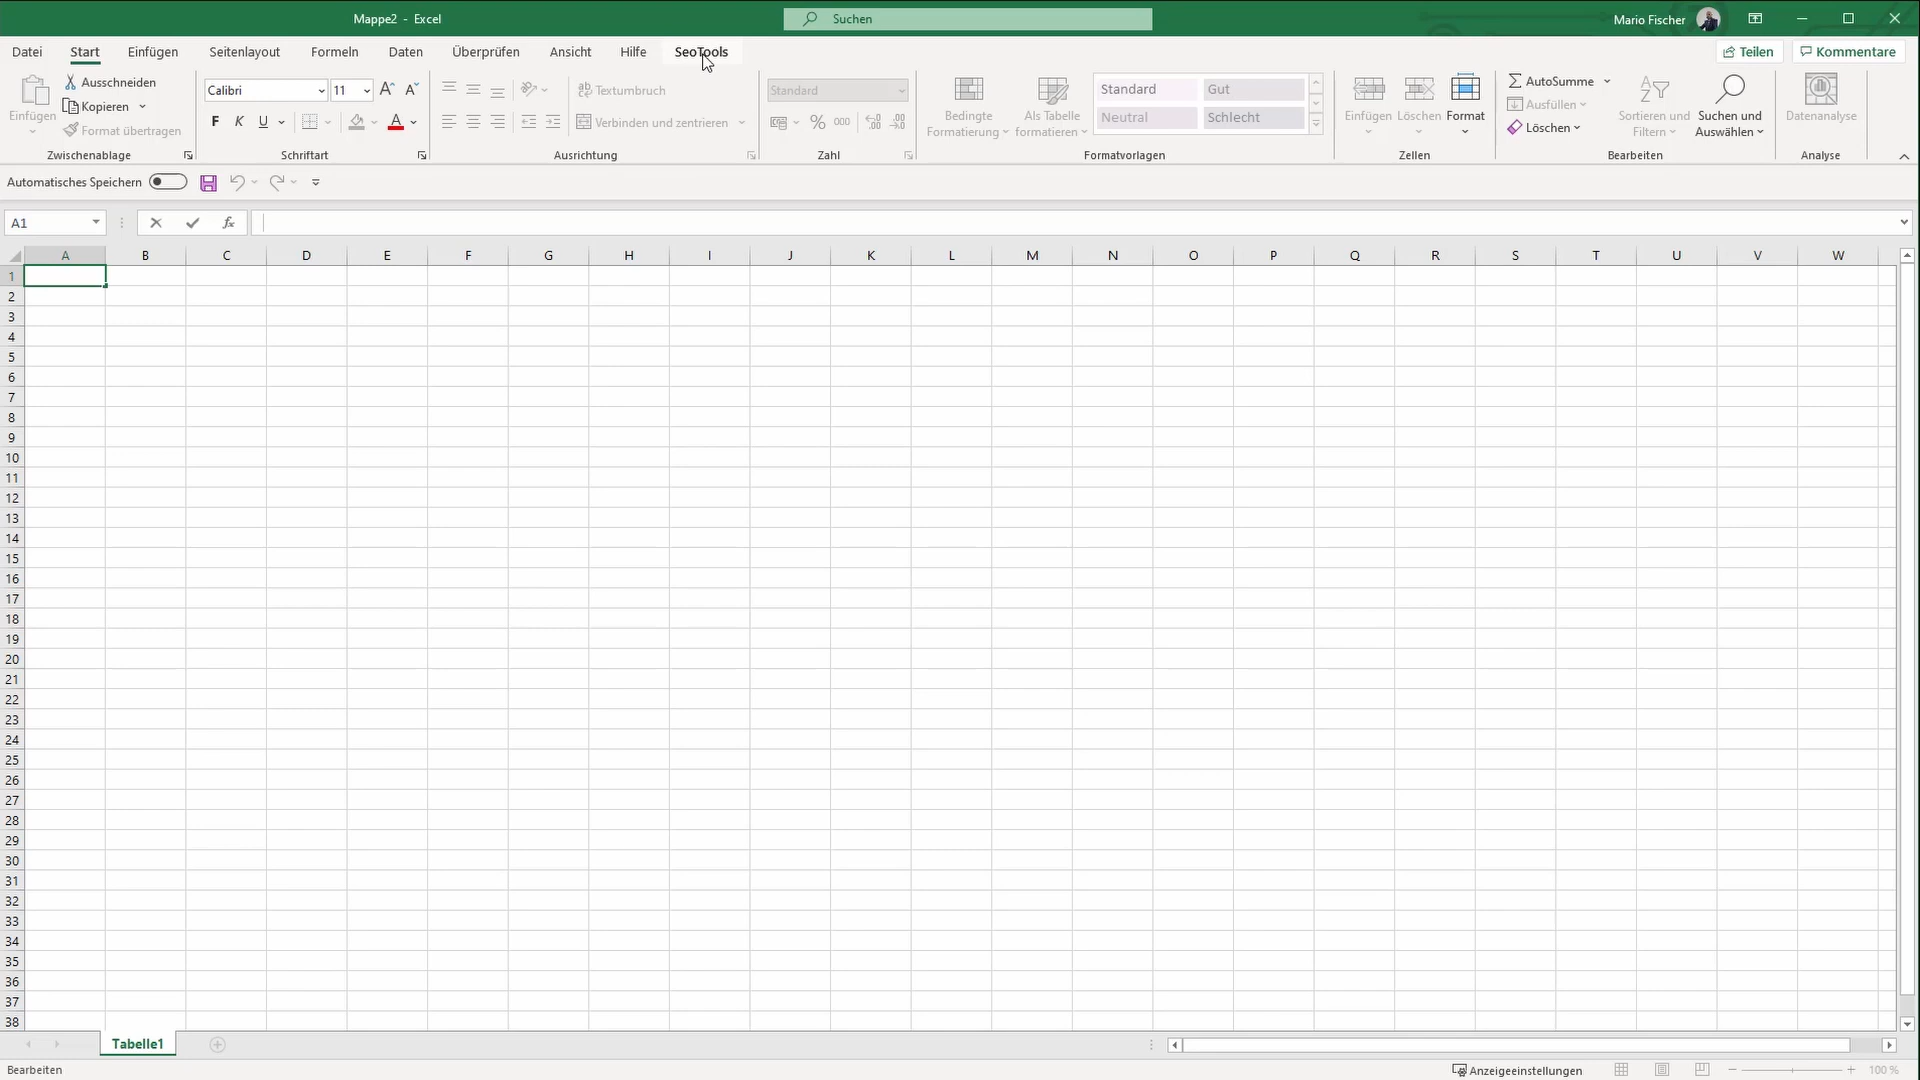 Mappe2 - Excel
Suchen
Mario Fischer
Datei Start Einfügen Seitenlayout Formeln Daten Überprüfen Ansicht Hilfe SeoTools Teilen Kommentare
Einfügen
Ausschneiden
Kopieren
Format übertragen
Zwischenablage
Calibri 11
F K U
Schriftart
Textumbruch
Verbinden und zentrieren
Ausrichtung
Standard
% 000
Zahl
Bedingte Formatierung
Als Tabelle formatieren
Standard Gut
Neutral Schlecht
Formatvorlagen
Einfügen Löschen Format
Zellen
AutoSumme
Ausfüllen
Löschen
Sortieren und Filtern
Suchen und Auswählen
Bearbeiten
Datenanalyse
Analyse
Automatisches Speichern
A1 fx
A B C D E F G H I J K L M N O P Q R S T U V W
1
2
3
4
5
6
7
8
9
10
11
12
13
14
15
16
17
18
19
20
21
22
23
24
25
26
27
28
29
30
31
32
33
34
35
36
37
38
Tabelle1
Bearbeiten Anzeigeeinstellungen 100 %